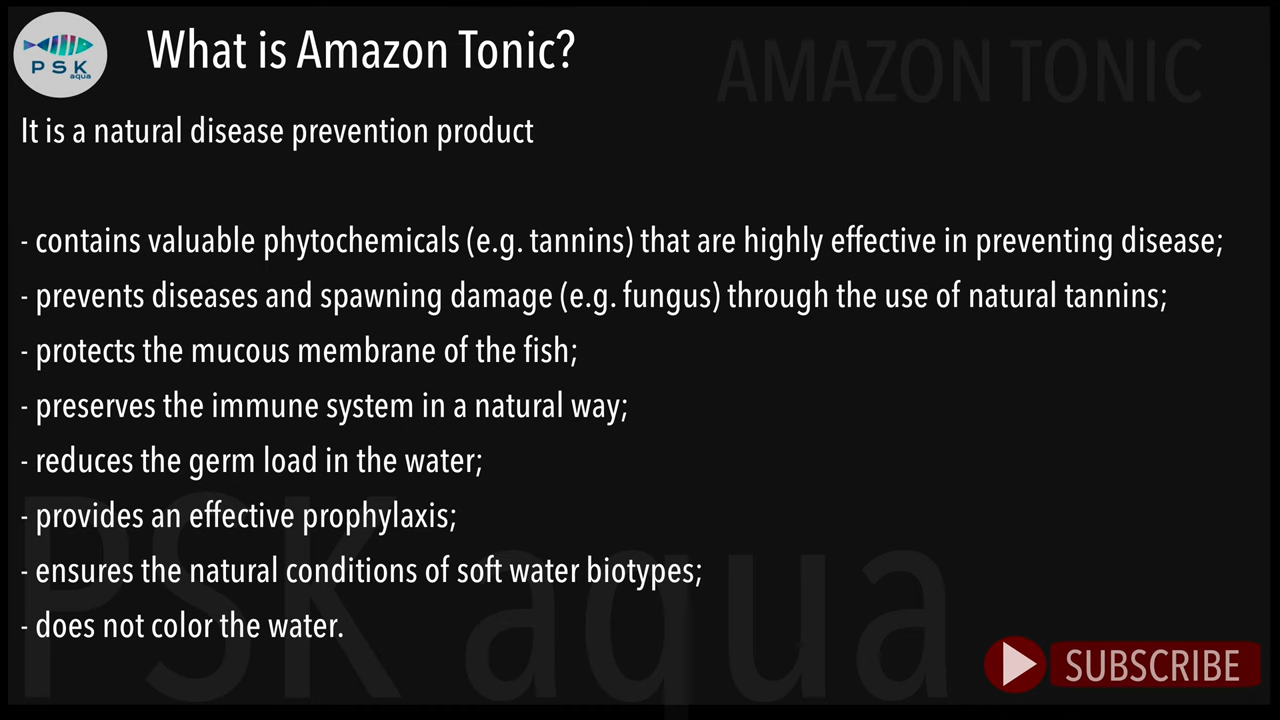 PSK
aqua
What is Amazon Tonic?
AMAZON TONIC
It is a natural disease prevention product
- contains valuable phytochemicals (e.g. tannins) that are highly effective in preventing disease;
- prevents diseases and spawning damage (e.g. fungus) through the use of natural tannins;
- protects the mucous membrane of the fish;
- preserves the immune system in a natural way;
- reduces the germ load in the water;
- provides an effective prophylaxis;
- ensures the natural conditions of soft water biotypes;
- does not color the water.
PSK aqua
SUBSCRIBE